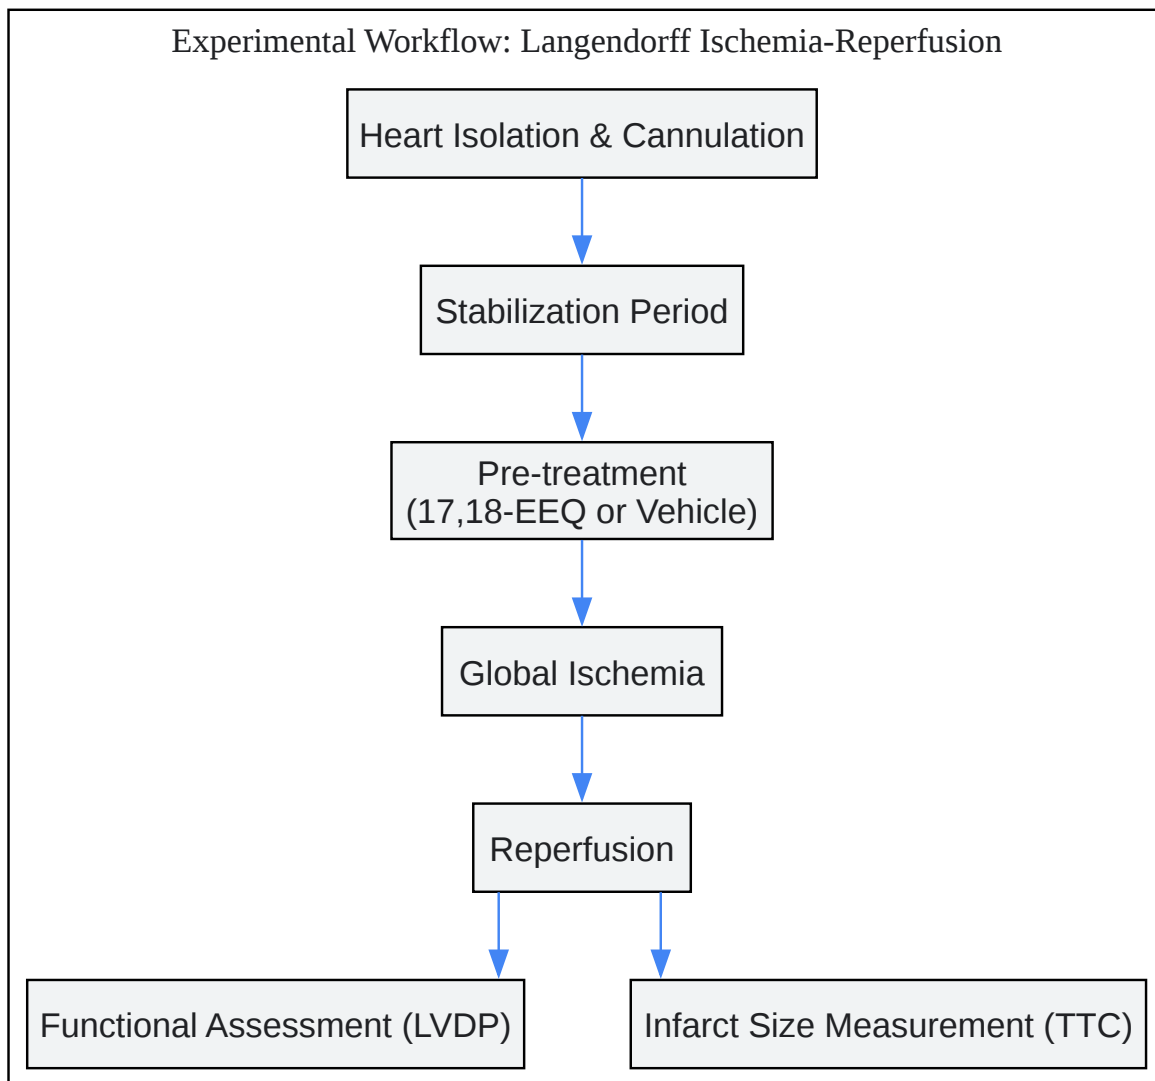 Experimental Workflow: Langendorff Ischemia-Reperfusion
Heart Isolation & Cannulation
Stabilization Period
Pre-treatment
(17,18-EEQ or Vehicle)
Global Ischemia
Reperfusion
Functional Assessment (LVDP)
Infarct Size Measurement (TTC)